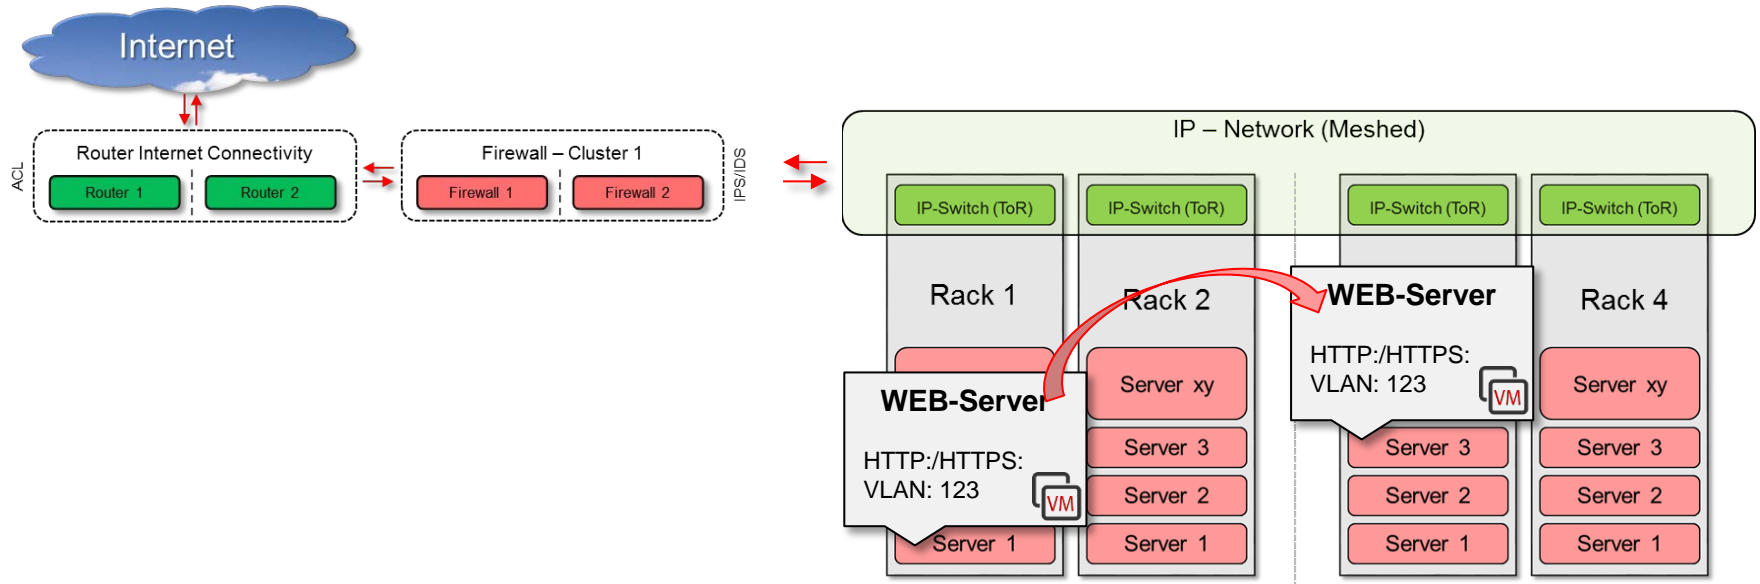 Internet
ACL
Router Internet Connectivity
Router 1
Router 2
Firewall – Cluster 1
Firewall 1
Firewall 2
IPS/IDS
IP – Network (Meshed)
IP-Switch (ToR)
IP-Switch (ToR)
IP-Switch (ToR)
IP-Switch (ToR)
Rack 1
Rack 2
Rack 4
WEB-Server
HTTP:/HTTPS:
VLAN: 123
VM
Server 1
Server xy
Server 3
Server 2
Server 1
WEB-Server
HTTP:/HTTPS:
VLAN: 123
VM
Server 3
Server 2
Server 1
Server xy
Server 3
Server 2
Server 1